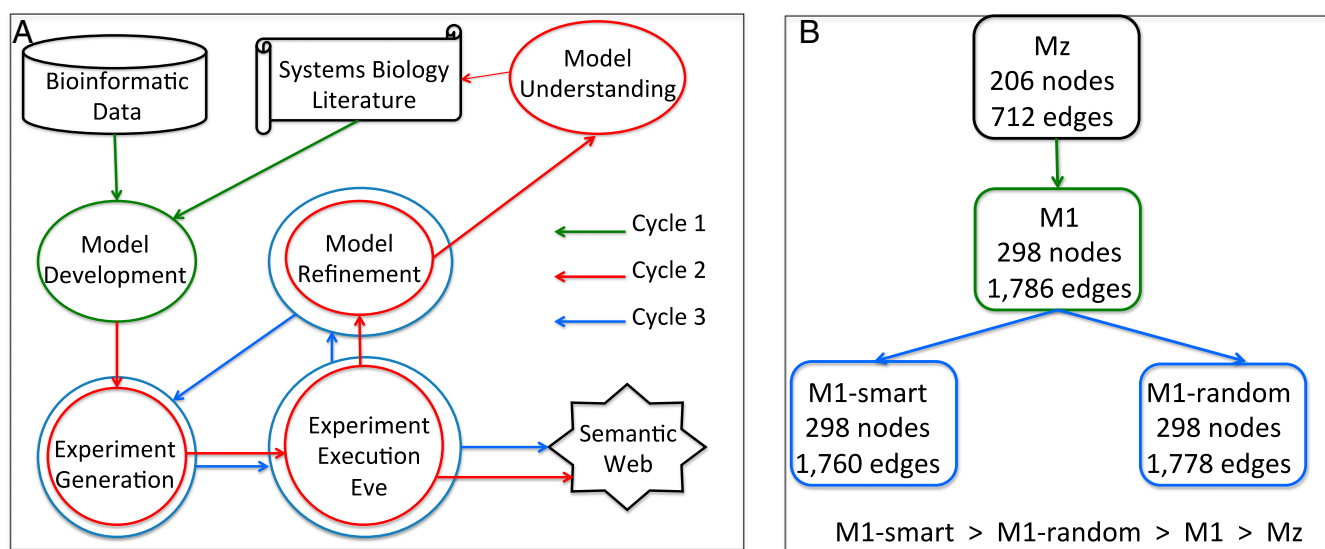 A
Bioinformatic
Data
Systems Biology
Literature
Model
Understanding
Model
Development
Model
Refinement
Cycle 1
Cycle 2
Cycle 3
Experiment
Generation
Experiment
Execution
Eve
Semantic
Web
B
Mz
206 nodes
712 edges
M1
298 nodes
1,786 edges
M1-smart
298 nodes
1,760 edges
M1-random
298 nodes
1,778 edges
M1-smart > M1-random > M1 > Mz